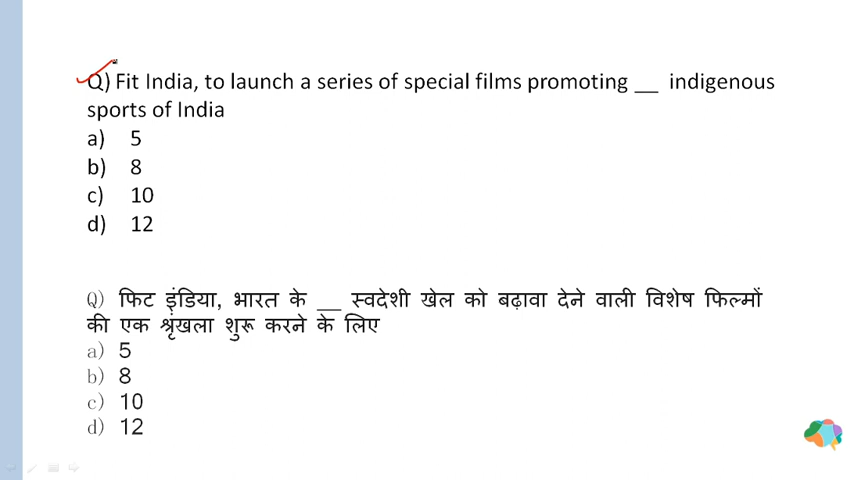 Q) Fit India, to launch a series of special films promoting __ indigenous
sports of India
a) 5
b) 8
c) 10
d) 12
Q) फिट इंडिया, भारत के __ स्वदेशी खेल को बढ़ावा देने वाली विशेष फिल्मों
की एक श्रृंखला शुरू करने के लिए
a) 5
b) 8
c) 10
d) 12